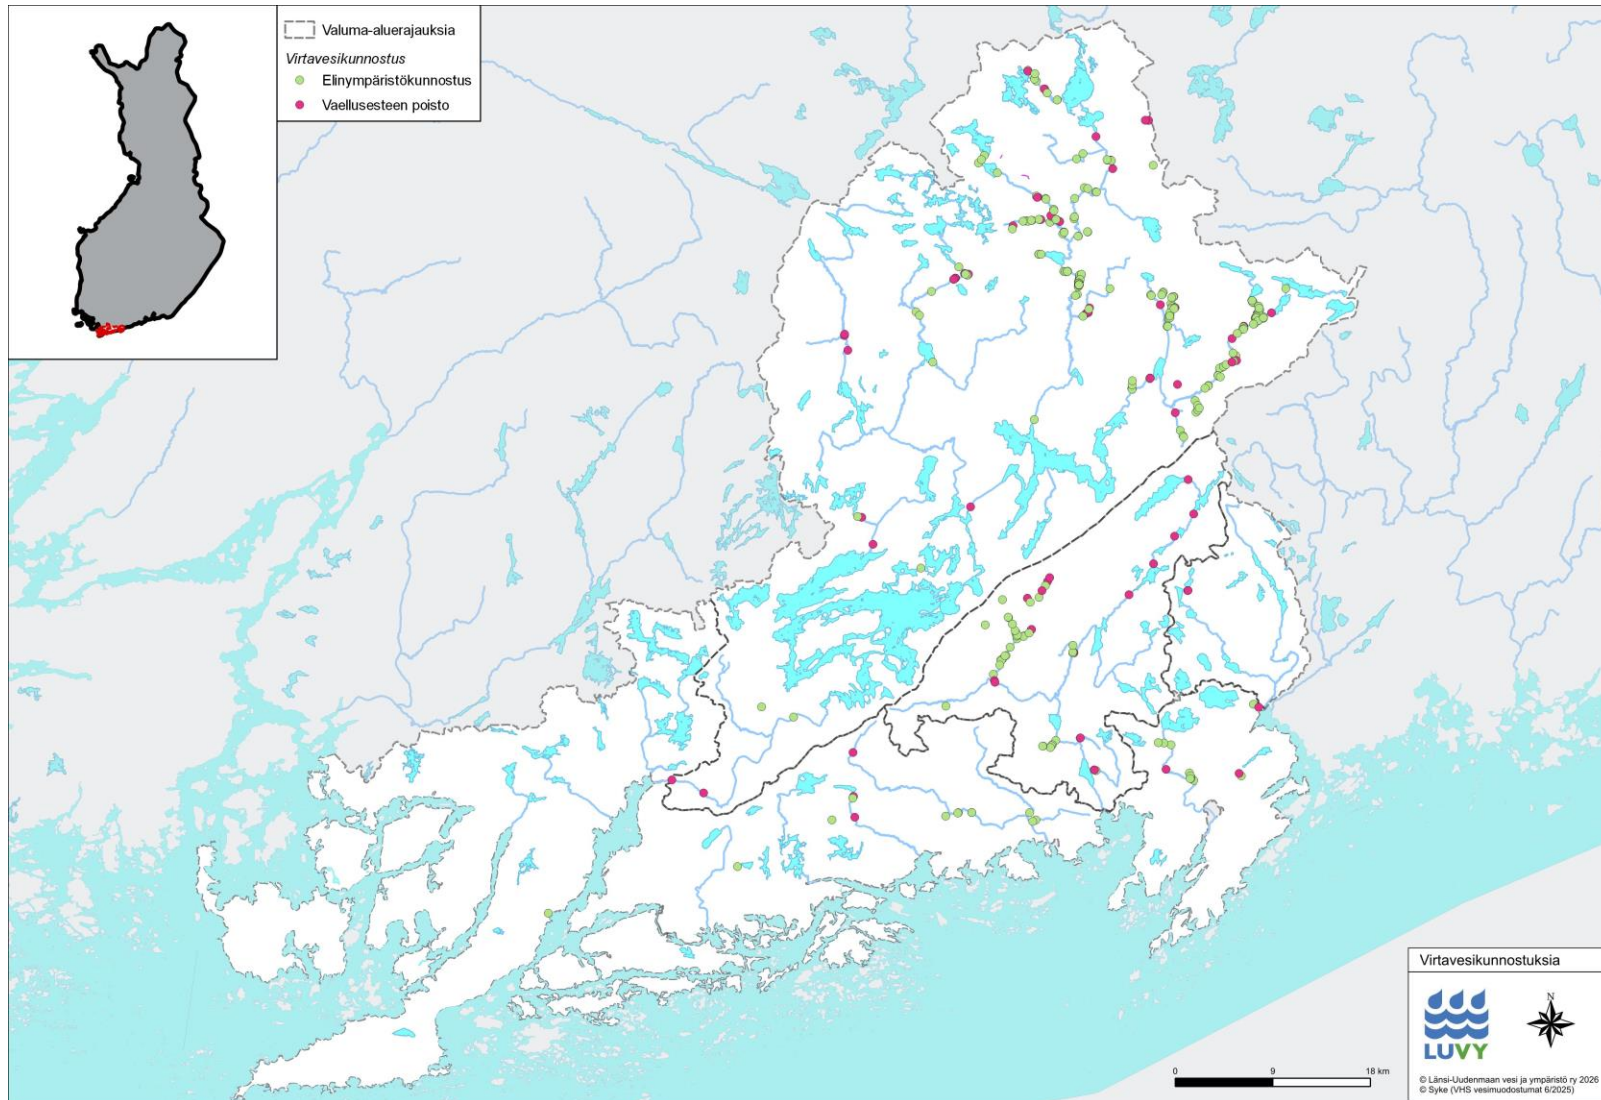 Valuma-aluerajauksia
Virtavesikunnostus
Elinympäristökunnostus
Vaellusesteen poisto
Virtavesikunnostuksia
N
LUVY
0 9 18 km
© Länsi-Uudenmaan vesi ja ympäristö ry 2026
© Syke (VHS vesimuodostumat 6/2025)